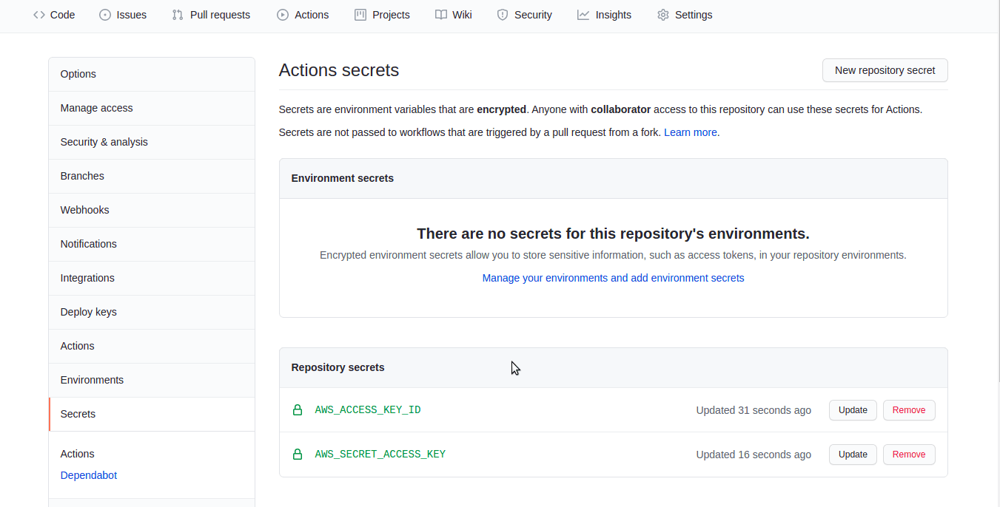 Code Issues Pull requests Actions Projects Wiki Security Insights Settings
Options
Manage access
Security & analysis
Branches
Webhooks
Notifications
Integrations
Deploy keys
Actions
Environments
Secrets
Actions
Dependabot
Actions secrets
New repository secret
Secrets are environment variables that are encrypted. Anyone with collaborator access to this repository can use these secrets for Actions.
Secrets are not passed to workflows that are triggered by a pull request from a fork. Learn more.
Environment secrets
There are no secrets for this repository's environments.
Encrypted environment secrets allow you to store sensitive information, such as access tokens, in your repository environments.
Manage your environments and add environment secrets
Repository secrets
AWS_ACCESS_KEY_ID Updated 31 seconds ago Update Remove
AWS_SECRET_ACCESS_KEY Updated 16 seconds ago Update Remove